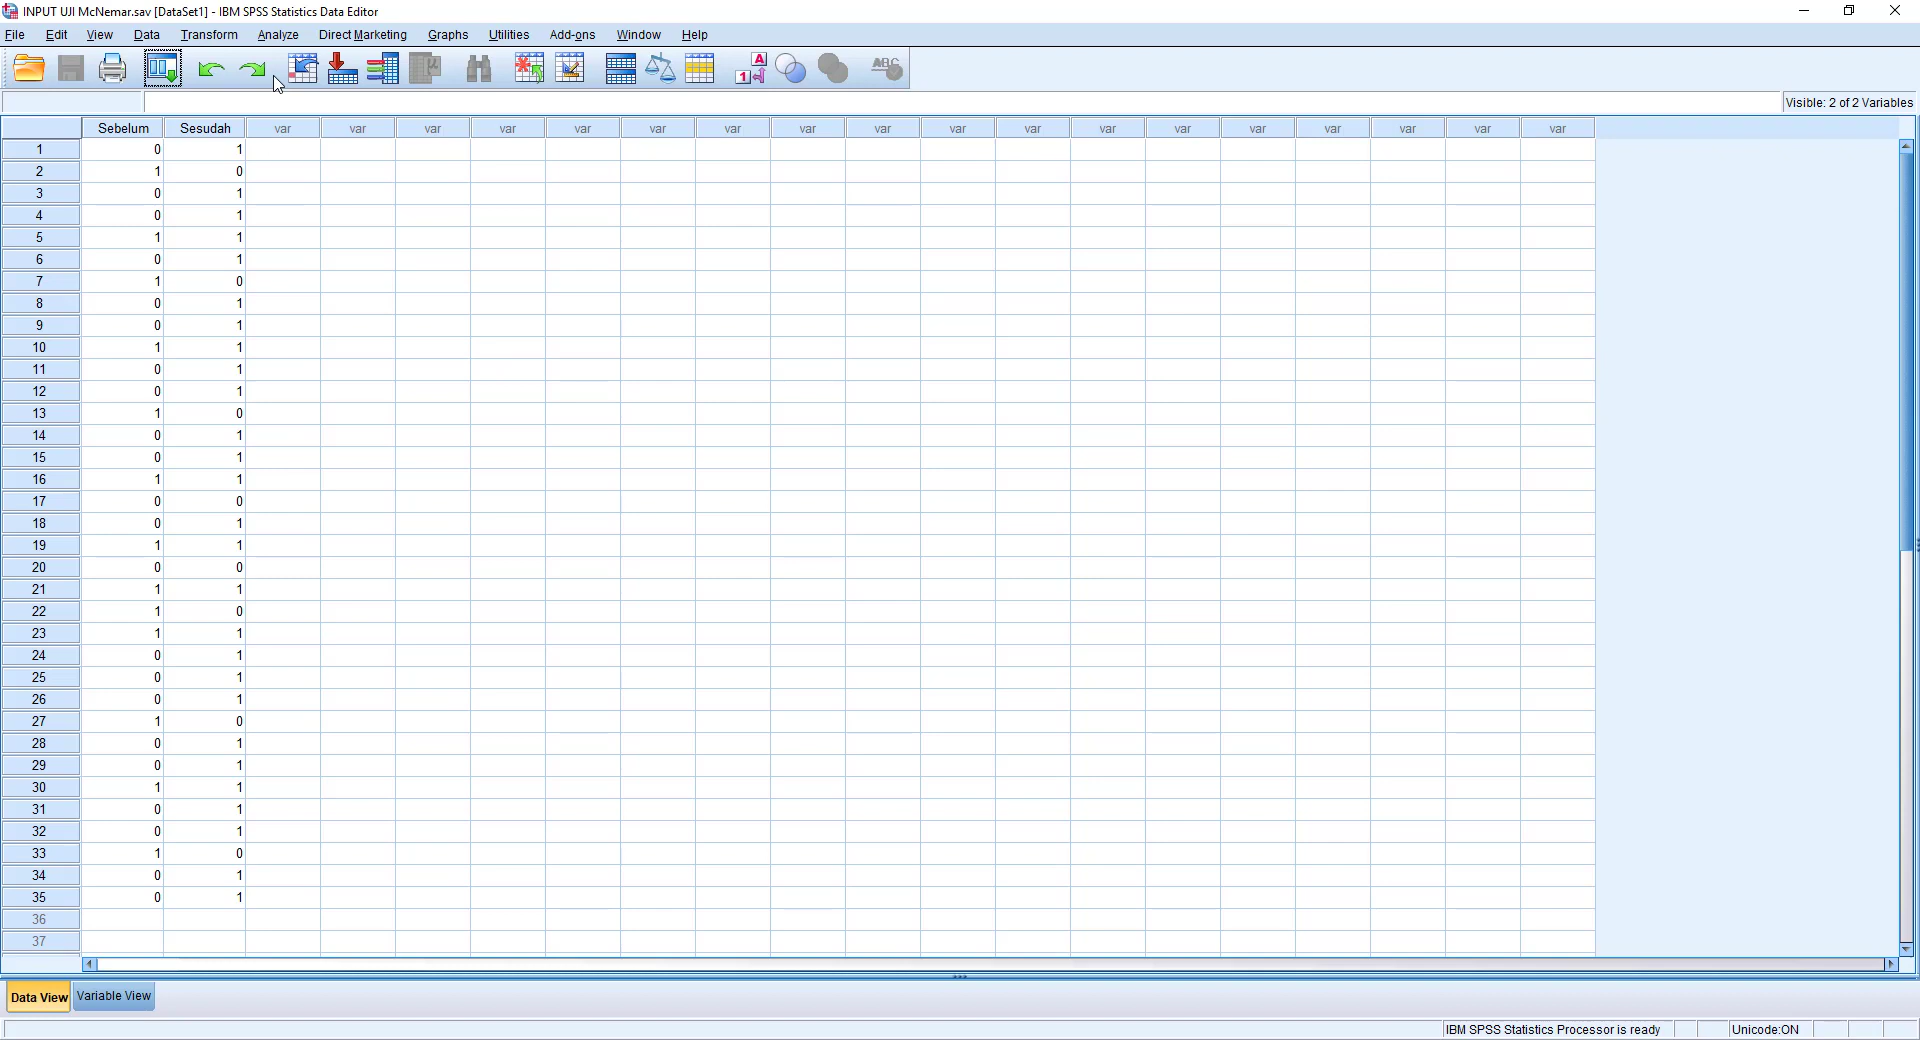 INPUT UJI McNemar.sav [DataSet1] - IBM SPSS Statistics Data Editor
File Edit View Data Transform Analyze Direct Marketing Graphs Utilities Add-ons Window Help
Visible: 2 of 2 Variables
Sebelum Sesudah var var var var var var var var var var var var var var var var var var
1 0 1
2 1 0
3 0 1
4 0 1
5 1 1
6 0 1
7 1 0
8 0 1
9 0 1
10 1 1
11 0 1
12 0 1
13 1 0
14 0 1
15 0 1
16 1 1
17 0 0
18 0 1
19 1 1
20 0 0
21 1 1
22 1 0
23 1 1
24 0 1
25 0 1
26 0 1
27 1 0
28 0 1
29 0 1
30 1 1
31 0 1
32 0 1
33 1 0
34 0 1
35 0 1
36
37
Data View Variable View
IBM SPSS Statistics Processor is ready Unicode:ON